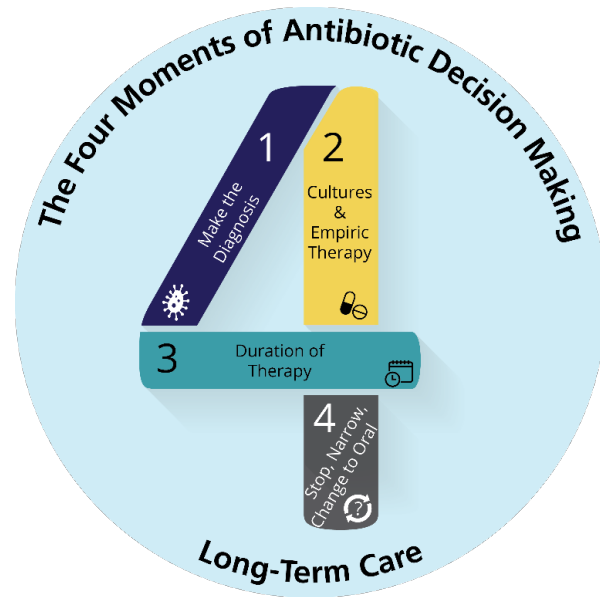 The Four Moments of Antibiotic Decision Making
1
Make the
Diagnosis
2
Cultures
&
Empiric
Therapy
3
Duration of
Therapy
4
Stop, Narrow,
Change to Oral
?
Long-Term Care